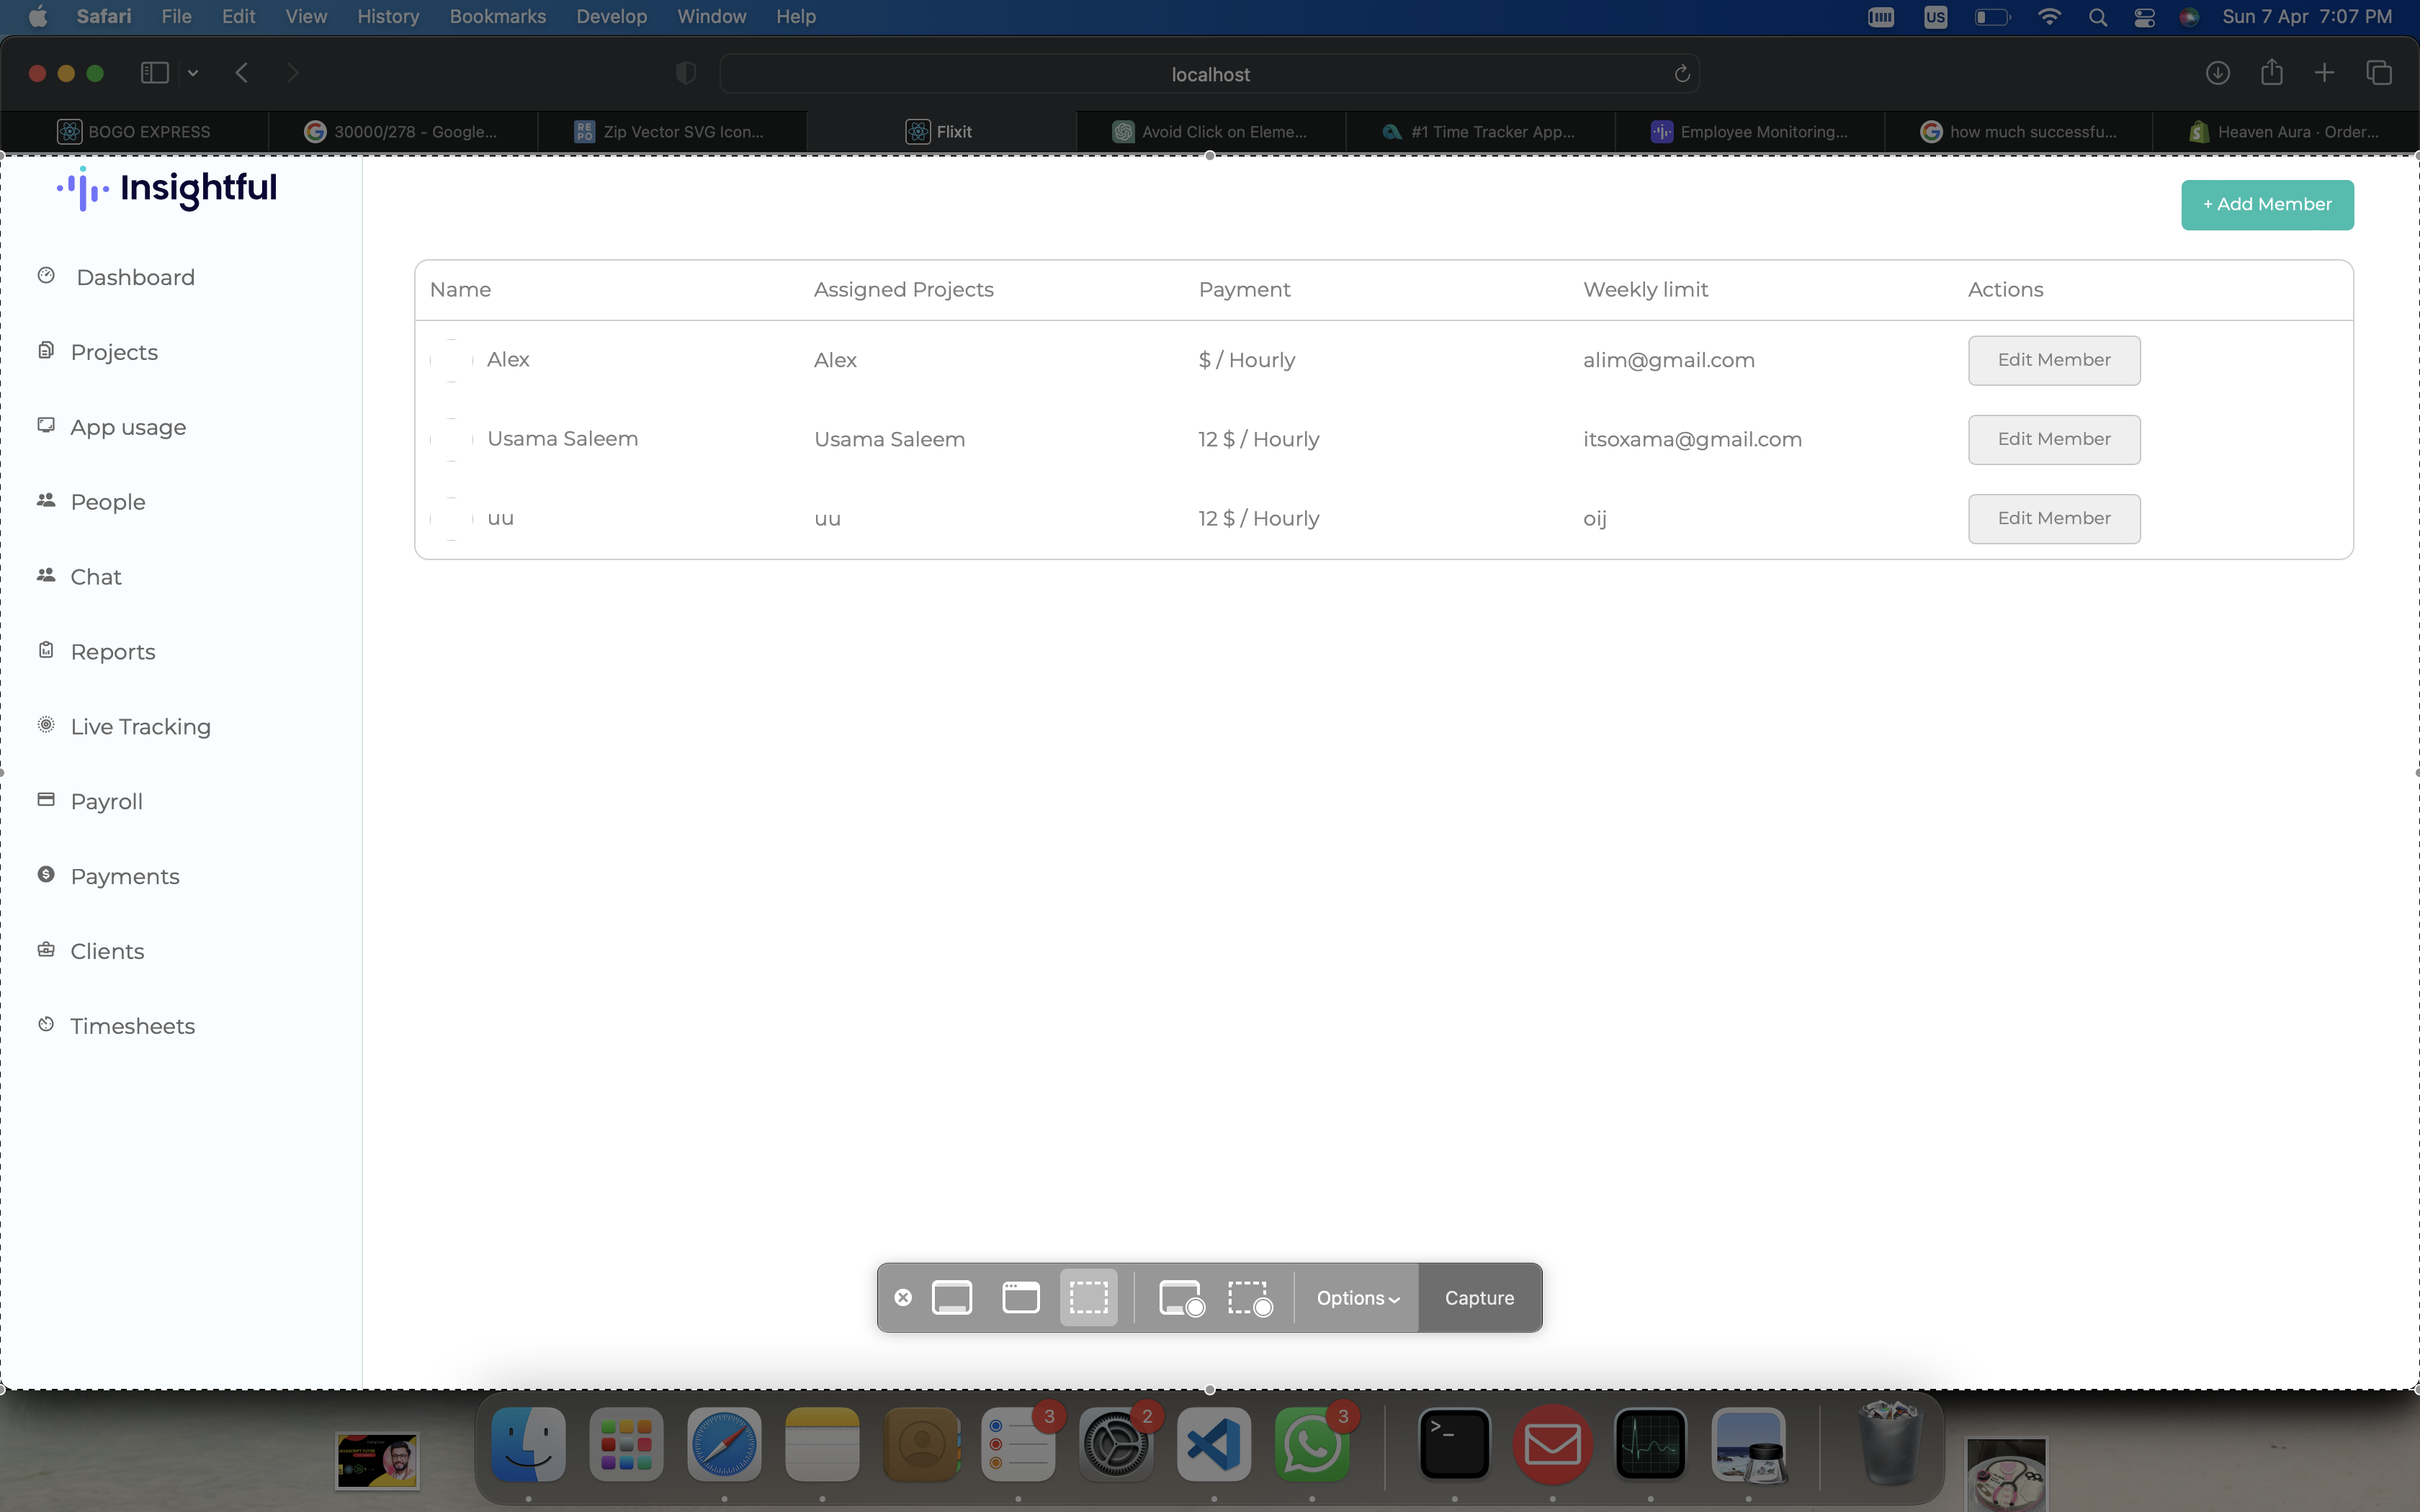 Safari File Edit View History Bookmarks Develop Window Help US Sun 7 Apr 7:07 PM
localhost
BOGO EXPRESS 30000/278 - Google... Zip Vector SVG Icon... Flixit Avoid Click on Eleme... #1 Time Tracker App... Employee Monitoring... how much successfu... Heaven Aura · Order...
Insightful
+ Add Member
Dashboard
Projects
App usage
People
Chat
Reports
Live Tracking
Payroll
Payments
Clients
Timesheets
Name Assigned Projects Payment Weekly limit Actions
Alex Alex $ / Hourly alim@gmail.com Edit Member
Usama Saleem Usama Saleem 12 $ / Hourly itsoxama@gmail.com Edit Member
uu uu 12 $ / Hourly oij Edit Member
Options Capture
3 2 3